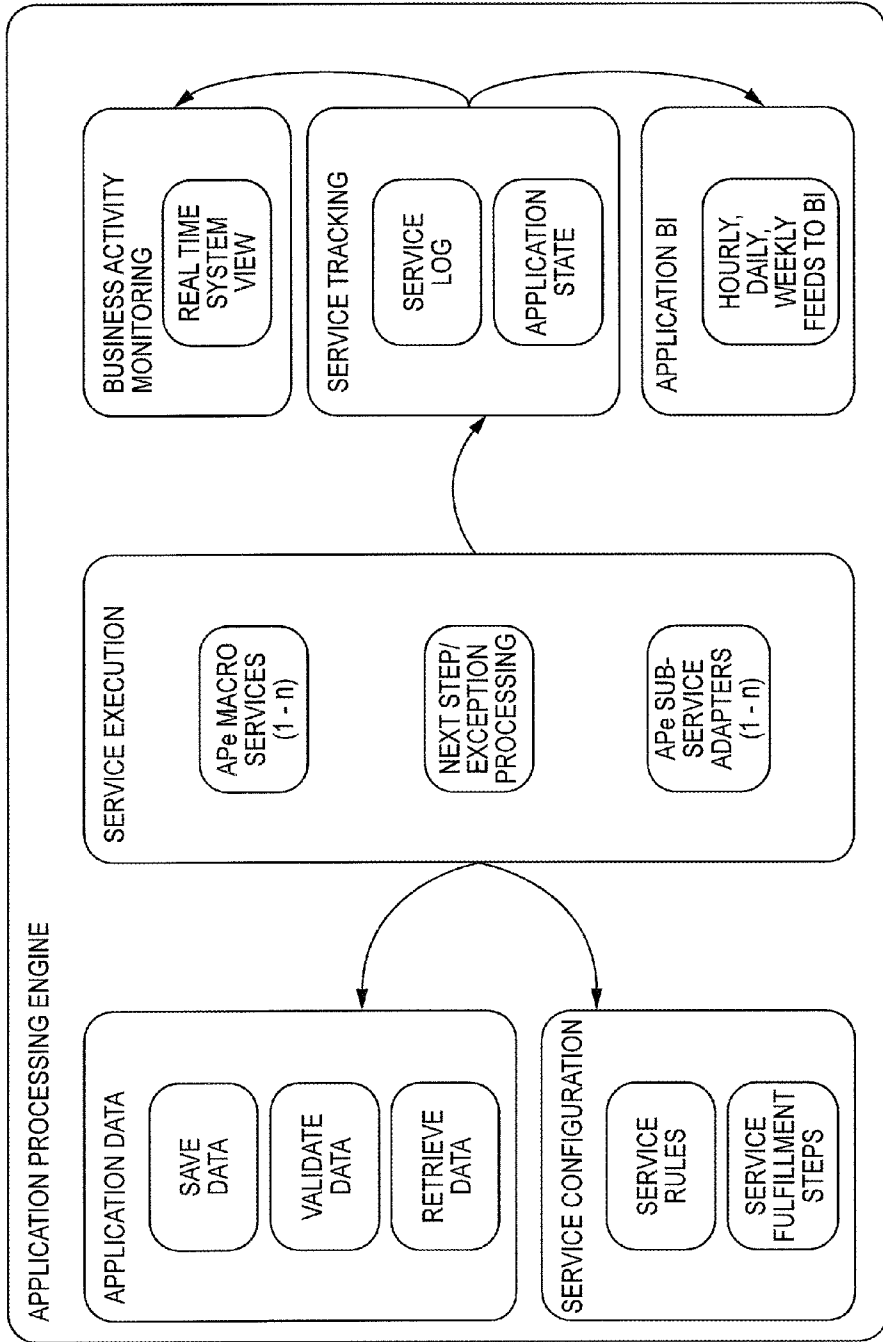 APPLICATION PROCESSING ENGINE
APPLICATION DATA
SAVE
DATA
VALIDATE
DATA
RETRIEVE
DATA
SERVICE CONFIGURATION
SERVICE
RULES
SERVICE
FULFILLMENT
STEPS
SERVICE EXECUTION
APe MACRO
SERVICES
(1 - n)
NEXT STEP/
EXCEPTION
PROCESSING
APe SUB-
SERVICE
ADAPTERS
(1 - n)
BUSINESS ACTIVITY
MONITORING
REAL TIME
SYSTEM
VIEW
SERVICE TRACKING
SERVICE
LOG
APPLICATION
STATE
APPLICATION BI
HOURLY,
DAILY,
WEEKLY
FEEDS TO BI